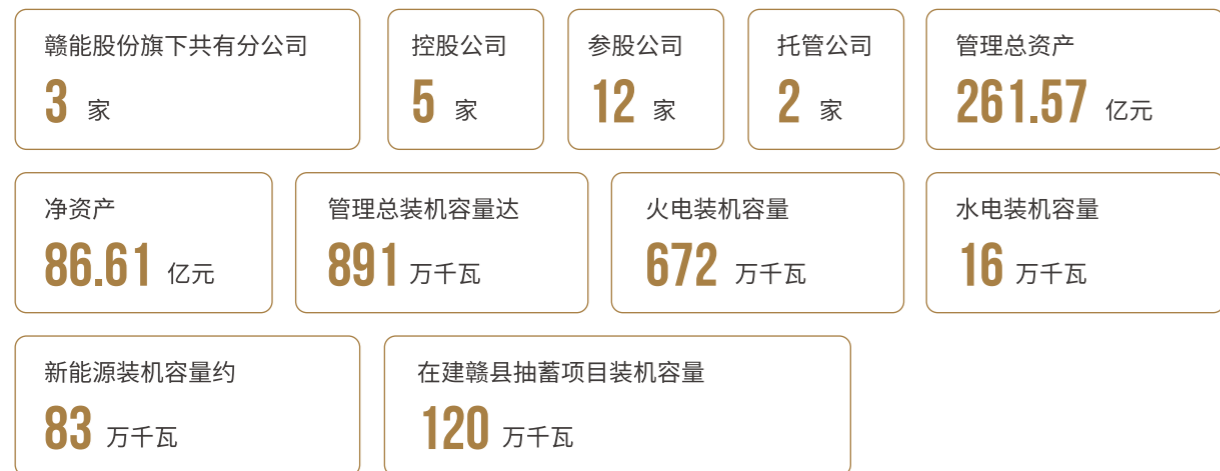 赣能股份旗下共有分公司
3 家
控股公司
5 家
参股公司
12 家
托管公司
2 家
管理总资产
261.57 亿元
净资产
86.61 亿元
管理总装机容量达
891 万千瓦
火电装机容量
672 万千瓦
水电装机容量
16 万千瓦
新能源装机容量约
83 万千瓦
在建赣县抽蓄项目装机容量
120 万千瓦